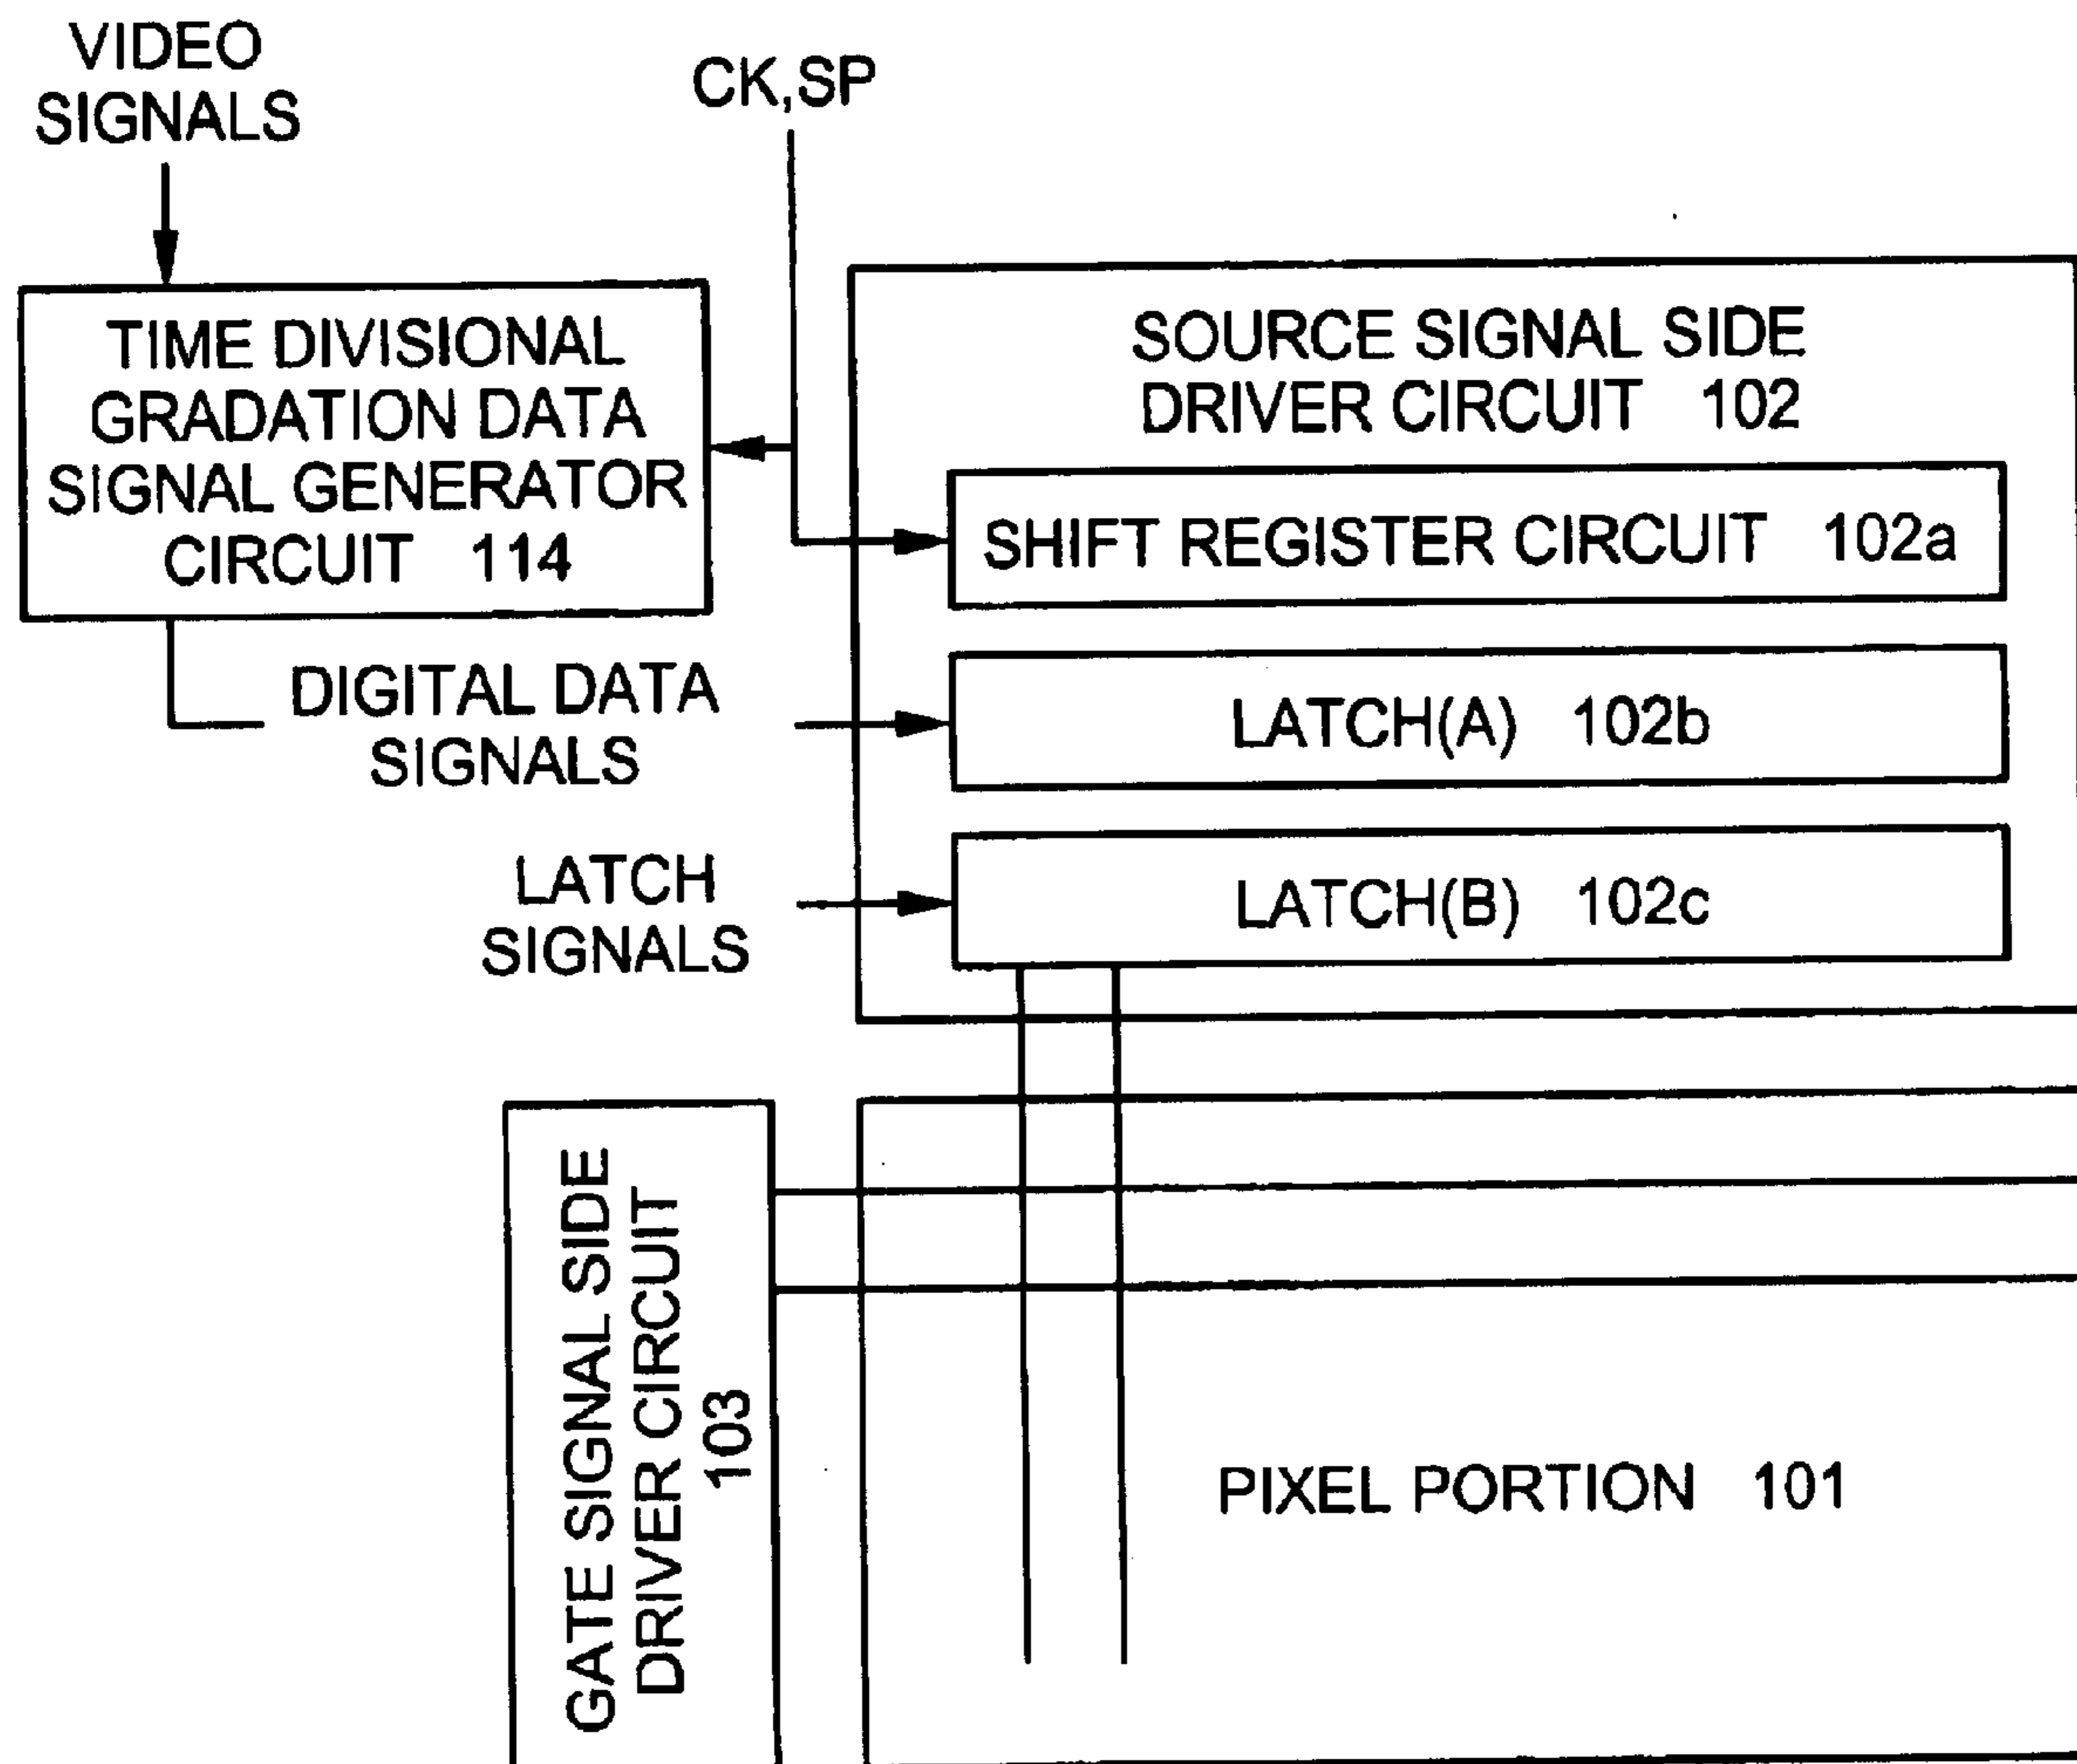 VIDEO
SIGNALS
CK,SP
TIME DIVISIONAL
GRADATION DATA
SIGNAL GENERATOR
CIRCUIT 114
SOURCE SIGNAL SIDE
DRIVER CIRCUIT 102
SHIFT REGISTER CIRCUIT 102a
DIGITAL DATA
SIGNALS
LATCH(A) 102b
LATCH
SIGNALS
LATCH(B) 102c
GATE SIGNAL SIDE
DRIVER CIRCUIT
103
PIXEL PORTION 101